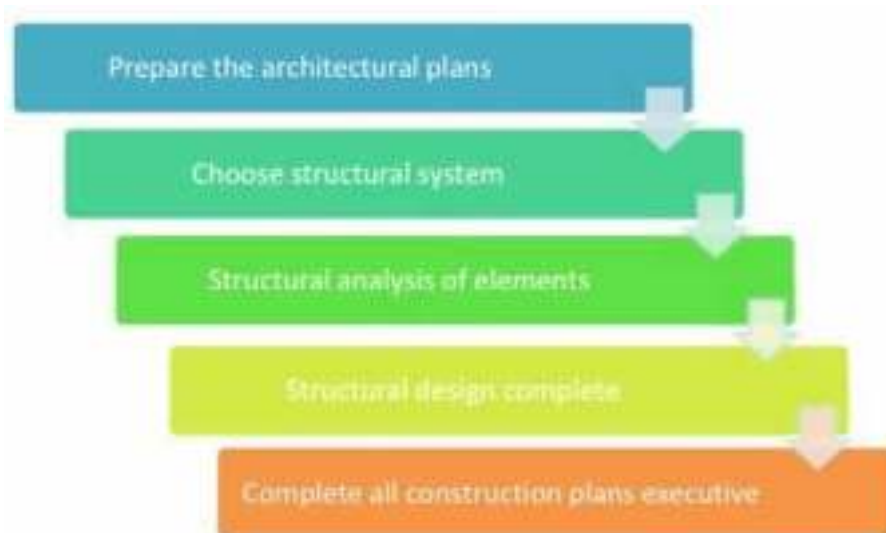 Prepare the architectural plans
Choose structural system
Structural analysis of elements
Structural design complete
Complete all construction plans executive